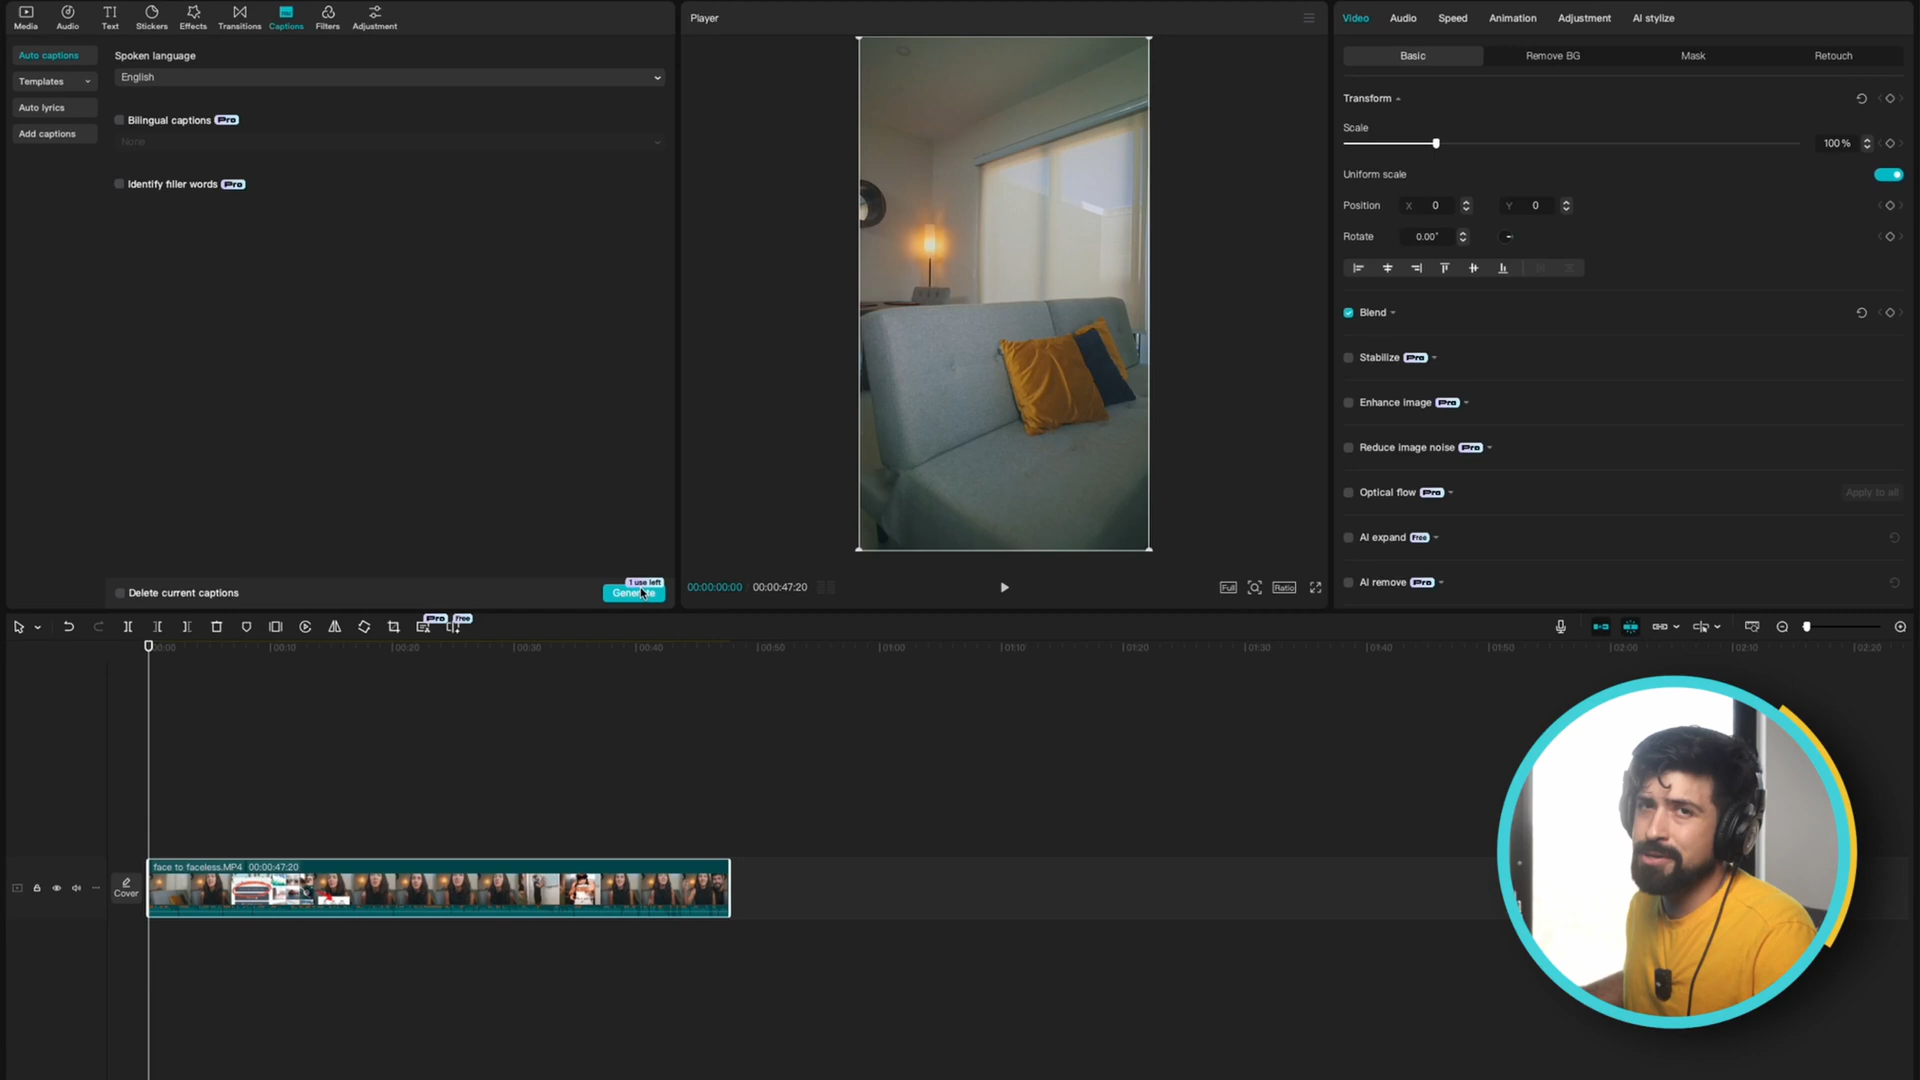 Media Audio Text Stickers Effects Transitions Captions Filters Adjustment
Auto captions
Templates
Auto lyrics
Add captions
Spoken language
English
Bilingual captions Pro
None
Identify filler words Pro
Delete current captions
1 use left
Generate
Player
00:00:00:00 / 00:00:47:20
Full
Ratio
Video Audio Speed Animation Adjustment AI stylize
Basic Remove BG Mask Retouch
Transform
Scale
100%
Uniform scale
Position X 0 Y 0
Rotate 0.00°
Blend
Stabilize Pro
Enhance image Pro
Reduce image noise Pro
Optical flow Pro Apply to all
AI expand Free
AI remove Pro
Pro Free
00:00 00:10 00:20 00:30 00:40 00:50 01:00 01:10 01:20 01:30 01:40 01:50 02:00 02:10 02:20
face to faceless.MP4 00:00:47:20
Cover